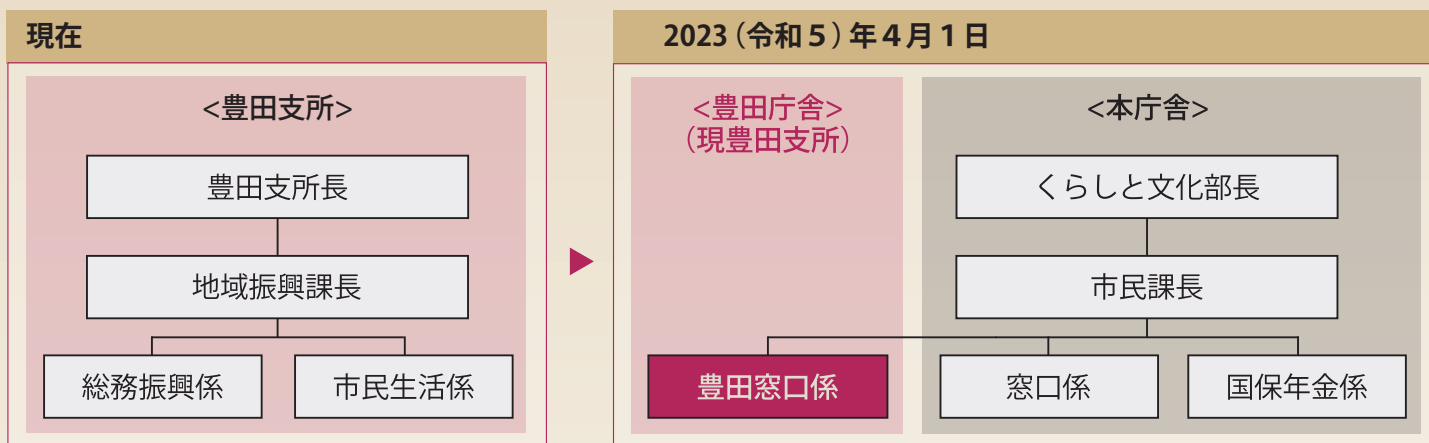 現在
<豊田支所>
豊田支所長
地域振興課長
総務振興係
市民生活係
2023（令和５）年４月１日
<豊田庁舎>
（現豊田支所）
<本庁舎>
くらしと文化部長
市民課長
豊田窓口係
窓口係
国保年金係